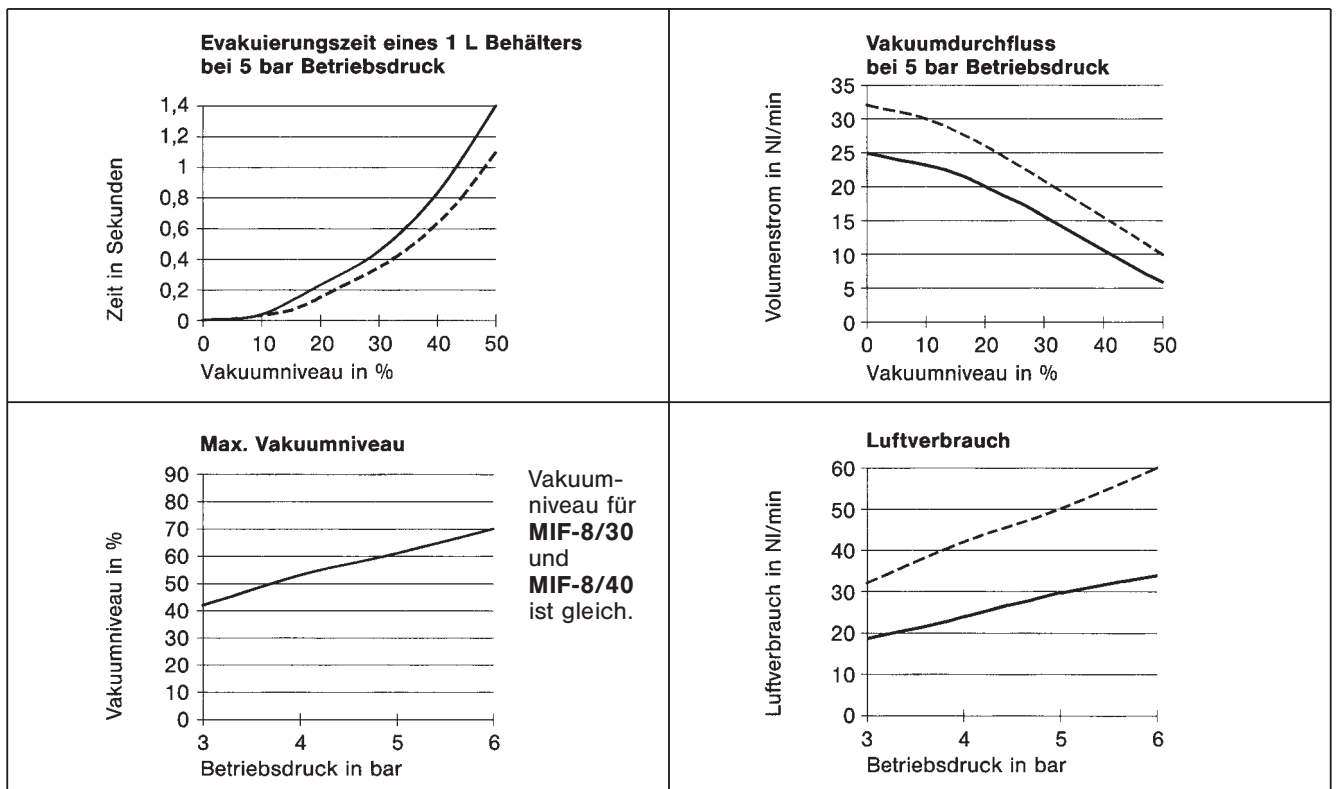 Evakuierungszeit eines 1 L Behälters
bei 5 bar Betriebsdruck
Zeit in Sekunden
1,4
1,2
1
0,8
0,6
0,4
0,2
0
0 10 20 30 40 50
Vakuumniveau in %
Vakuumdurchfluss
bei 5 bar Betriebsdruck
Volumenstrom in Nl/min
35
30
25
20
15
10
5
0
0 10 20 30 40 50
Vakuumniveau in %
Max. Vakuumniveau
Vakuumniveau in %
90
80
70
60
50
40
30
20
10
0
3 4 5 6
Betriebsdruck in bar
Vakuum-
niveau für
MIF-8/30
und
MIF-8/40
ist gleich.
Luftverbrauch
Luftverbrauch in Nl/min
60
50
40
30
20
10
0
3 4 5 6
Betriebsdruck in bar